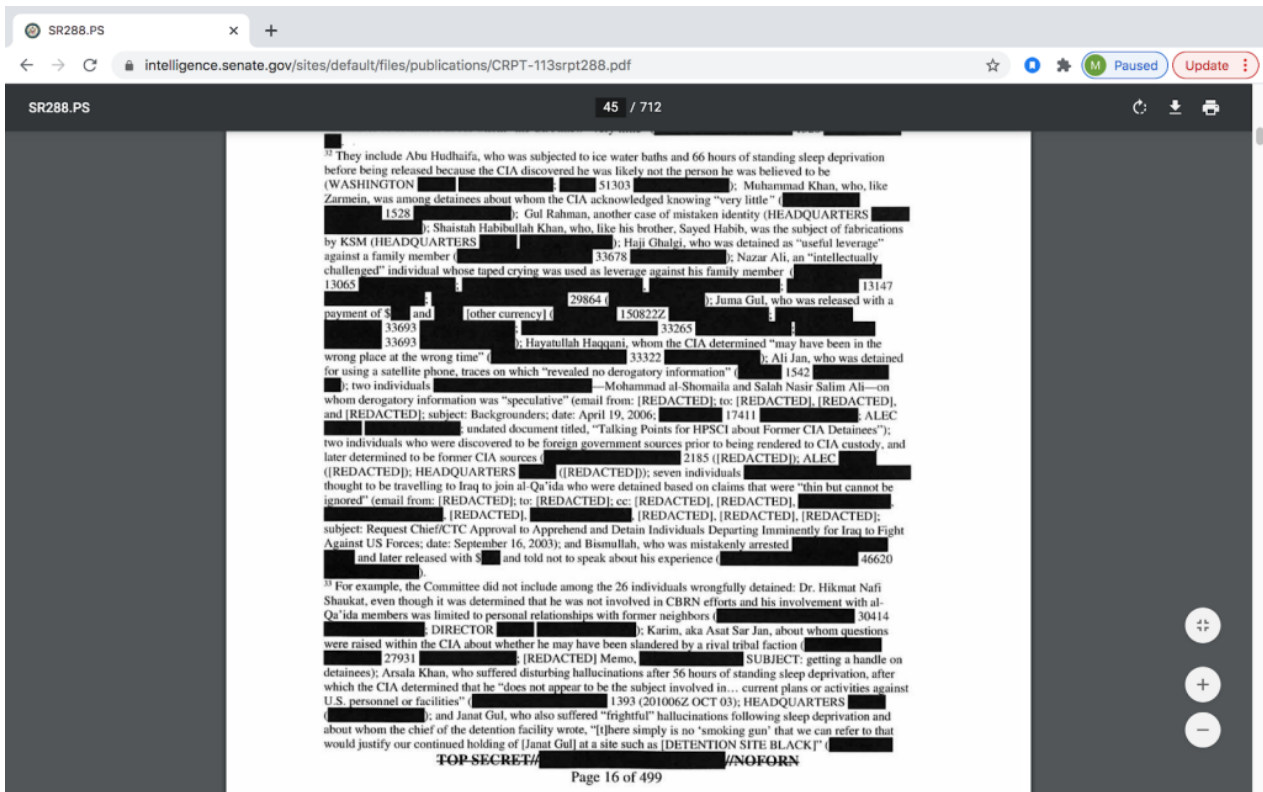 SR288.PS
intelligence.senate.gov/sites/default/files/publications/CRPT-113srpt288.pdf
M Paused Update
SR288.PS 45 / 712
32 They include Abu Hudhaifa, who was subjected to ice water baths and 66 hours of standing sleep deprivation
before being released because the CIA discovered he was likely not the person he was believed to be
(WASHINGTON ; 51303 ); Muhammad Khan, who, like
Zarmein, was among detainees about whom the CIA acknowledged knowing “very little” (
1528 ); Gul Rahman, another case of mistaken identity (HEADQUARTERS
); Shaistah Habibullah Khan, who, like his brother, Sayed Habib, was the subject of fabrications
by KSM (HEADQUARTERS ); Haji Ghalgi, who was detained as “useful leverage”
against a family member ( 33678 ); Nazar Ali, an “intellectually
challenged” individual whose taped crying was used as leverage against his family member (
13065 ; , ; 13147
; 29864 ( ); Juma Gul, who was released with a
payment of $ and [other currency] ( 150822Z ;
33693 ; 33265 ;
33693 ); Hayatullah Haqqani, whom the CIA determined “may have been in the
wrong place at the wrong time” ( 33322 ); Ali Jan, who was detained
for using a satellite phone, traces on which “revealed no derogatory information” ( 1542
); two individuals —Mohammad al-Shomaila and Salah Nasir Salim Ali—on
whom derogatory information was “speculative” (email from: [REDACTED]; to: [REDACTED], [REDACTED],
and [REDACTED]; subject: Backgrounders; date: April 19, 2006; 17411 ; ALEC
; undated document titled, “Talking Points for HPSCI about Former CIA Detainees”);
two individuals who were discovered to be foreign government sources prior to being rendered to CIA custody, and
later determined to be former CIA sources ( 2185 ([REDACTED]); ALEC
([REDACTED]); HEADQUARTERS ([REDACTED])); seven individuals
thought to be travelling to Iraq to join al-Qa’ida who were detained based on claims that were “thin but cannot be
ignored” (email from: [REDACTED]; to: [REDACTED]; cc: [REDACTED], [REDACTED], ,
, [REDACTED], , [REDACTED], [REDACTED], [REDACTED];
subject: Request Chief/CTC Approval to Apprehend and Detain Individuals Departing Imminently for Iraq to Fight
Against US Forces; date: September 16, 2003); and Bismullah, who was mistakenly arrested
and later released with $ and told not to speak about his experience ( 46620
).
33 For example, the Committee did not include among the 26 individuals wrongfully detained: Dr. Hikmat Nafi
Shaukat, even though it was determined that he was not involved in CBRN efforts and his involvement with al-
Qa’ida members was limited to personal relationships with former neighbors ( 30414
; DIRECTOR ); Karim, aka Asat Sar Jan, about whom questions
were raised within the CIA about whether he may have been slandered by a rival tribal faction (
27931 ; [REDACTED] Memo, SUBJECT: getting a handle on
detainees); Arsala Khan, who suffered disturbing hallucinations after 56 hours of standing sleep deprivation, after
which the CIA determined that he “does not appear to be the subject involved in… current plans or activities against
U.S. personnel or facilities” ( 1393 (201006Z OCT 03); HEADQUARTERS
( ); and Janat Gul, who also suffered “frightful” hallucinations following sleep deprivation and
about whom the chief of the detention facility wrote, “[t]here simply is no ‘smoking gun’ that we can refer to that
would justify our continued holding of [Janat Gul] at a site such as [DETENTION SITE BLACK]” (
TOP SECRET// //NOFORN
Page 16 of 499